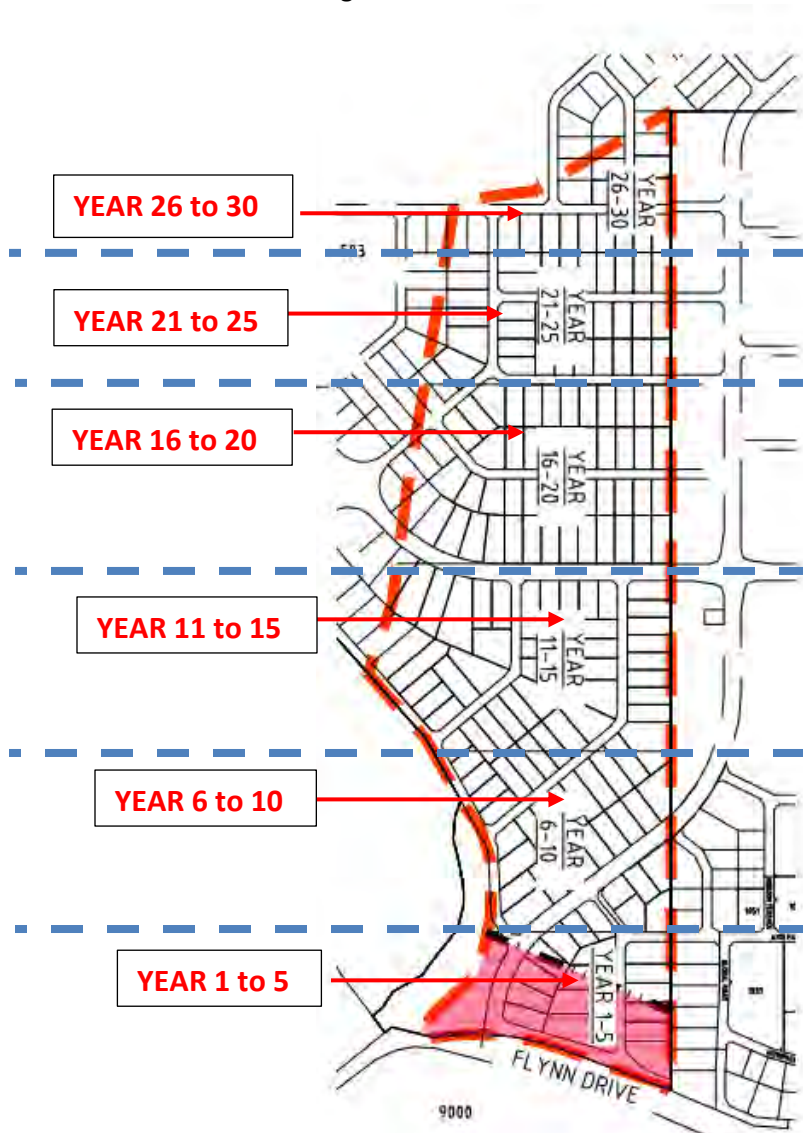 YEAR 26 to 30
YEAR
26-30
583
YEAR 21 to 25
YEAR
21-25
YEAR 16 to 20
YEAR
16-20
YEAR 11 to 15
YEAR
11-15
YEAR 6 to 10
YEAR
6-10
YEAR 1 to 5
YEAR 1-5
FLYNN DRIVE
9000